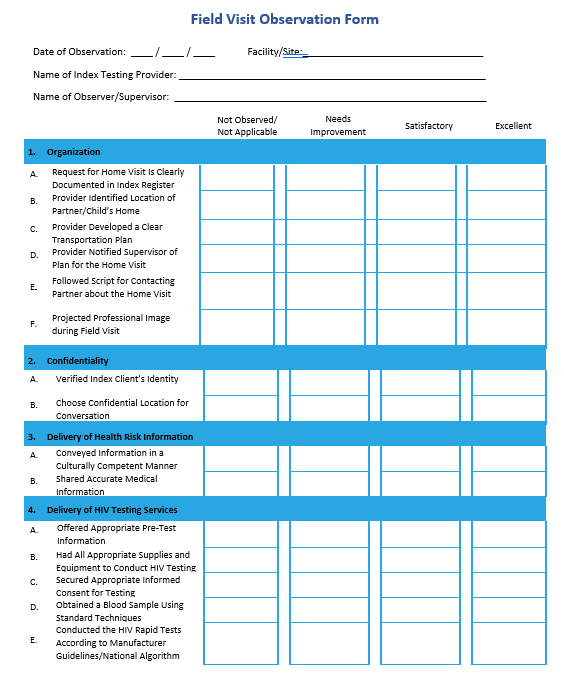 Field Visit Observation Form
Date of Observation: ____ / ____ / ____ Facility/Site:_
Name of Index Testing Provider:
Name of Observer/Supervisor:
Not Observed/
Not Applicable
Needs
Improvement
Satisfactory
Excellent
1. Organization
A. Request for Home Visit Is Clearly
Documented in Index Register
B. Provider Identified Location of
Partner/Child's Home
C. Provider Developed a Clear
Transportation Plan
D. Provider Notified Supervisor of
Plan for the Home Visit
E. Followed Script for Contacting
Partner about the Home Visit
F. Projected Professional Image
during Field Visit
2. Confidentiality
A. Verified Index Client's Identity
B. Choose Confidential Location for
Conversation
3. Delivery of Health Risk Information
A. Conveyed Information in a
Culturally Competent Manner
B. Shared Accurate Medical
Information
4. Delivery of HIV Testing Services
A. Offered Appropriate Pre-Test
Information
B. Had All Appropriate Supplies and
Equipment to Conduct HIV Testing
C. Secured Appropriate Informed
Consent for Testing
D. Obtained a Blood Sample Using
Standard Techniques
E. Conducted the HIV Rapid Tests
According to Manufacturer
Guidelines/National Algorithm